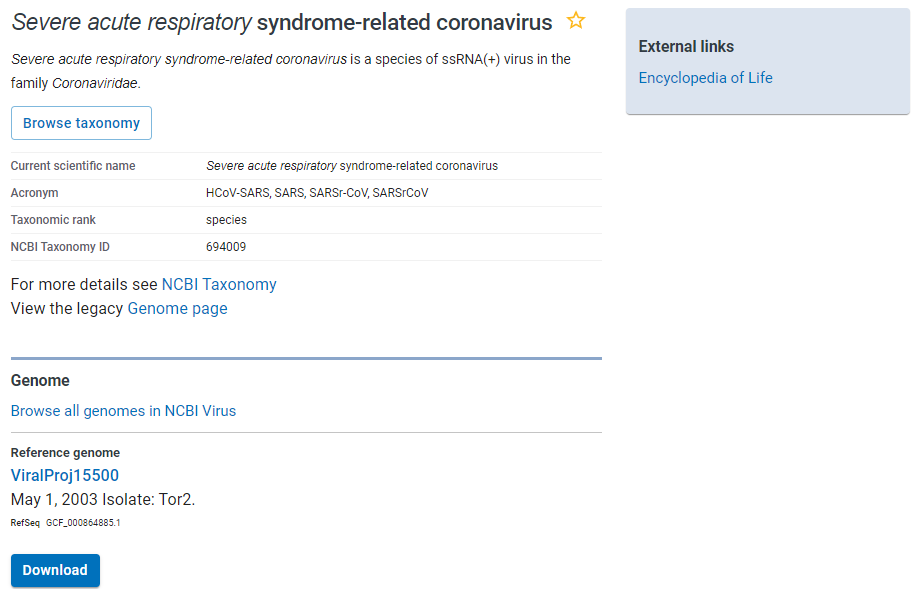 Severe acute respiratory syndrome-related coronavirus
Severe acute respiratory syndrome-related coronavirus is a species of ssRNA(+) virus in the
family Coronaviridae.
Browse taxonomy
Current scientific name Severe acute respiratory syndrome-related coronavirus
Acronym HCoV-SARS, SARS, SARSr-CoV, SARSrCoV
Taxonomic rank species
NCBI Taxonomy ID 694009
For more details see NCBI Taxonomy
View the legacy Genome page
Genome
Browse all genomes in NCBI Virus
Reference genome
ViralProj15500
May 1, 2003 Isolate: Tor2.
RefSeq GCF_000864885.1
Download
External links
Encyclopedia of Life